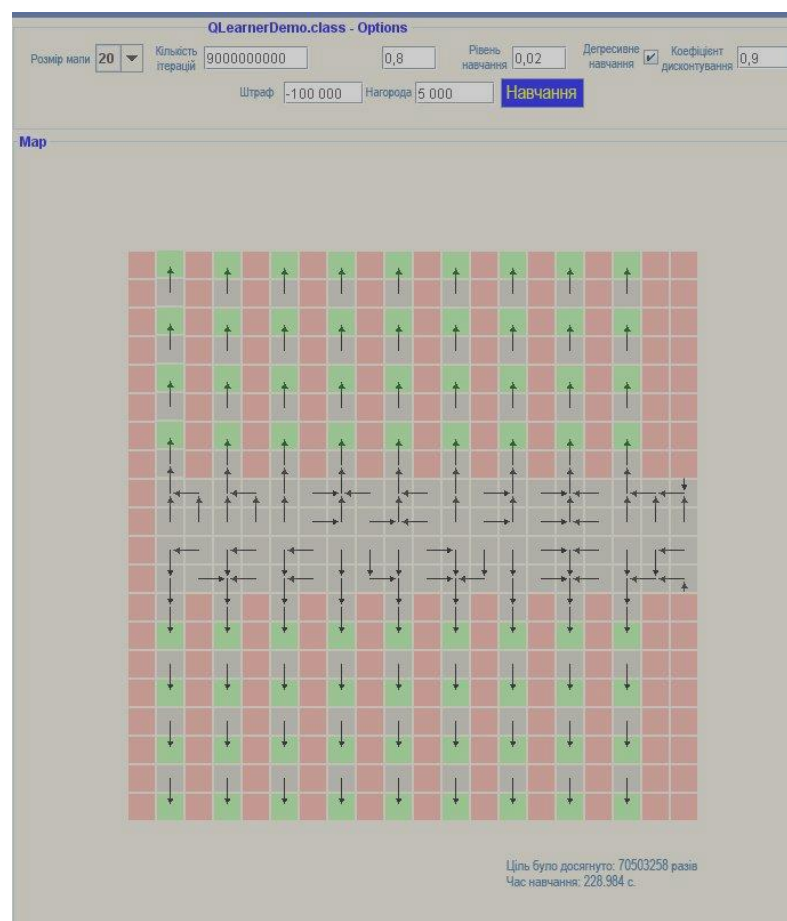 QLearnerDemo.class - Options
Розмір мапи 20 Кількість ітерацій 9000000000 0,8 Рівень навчання 0,02 Дегресивне навчання Коефіцієнт дисконтування 0,9
Штраф -100 000 Нагорода 5 000 Навчання
Map
Ціль було досягнуто: 70503258 разів
Час навчання: 228.984 с.